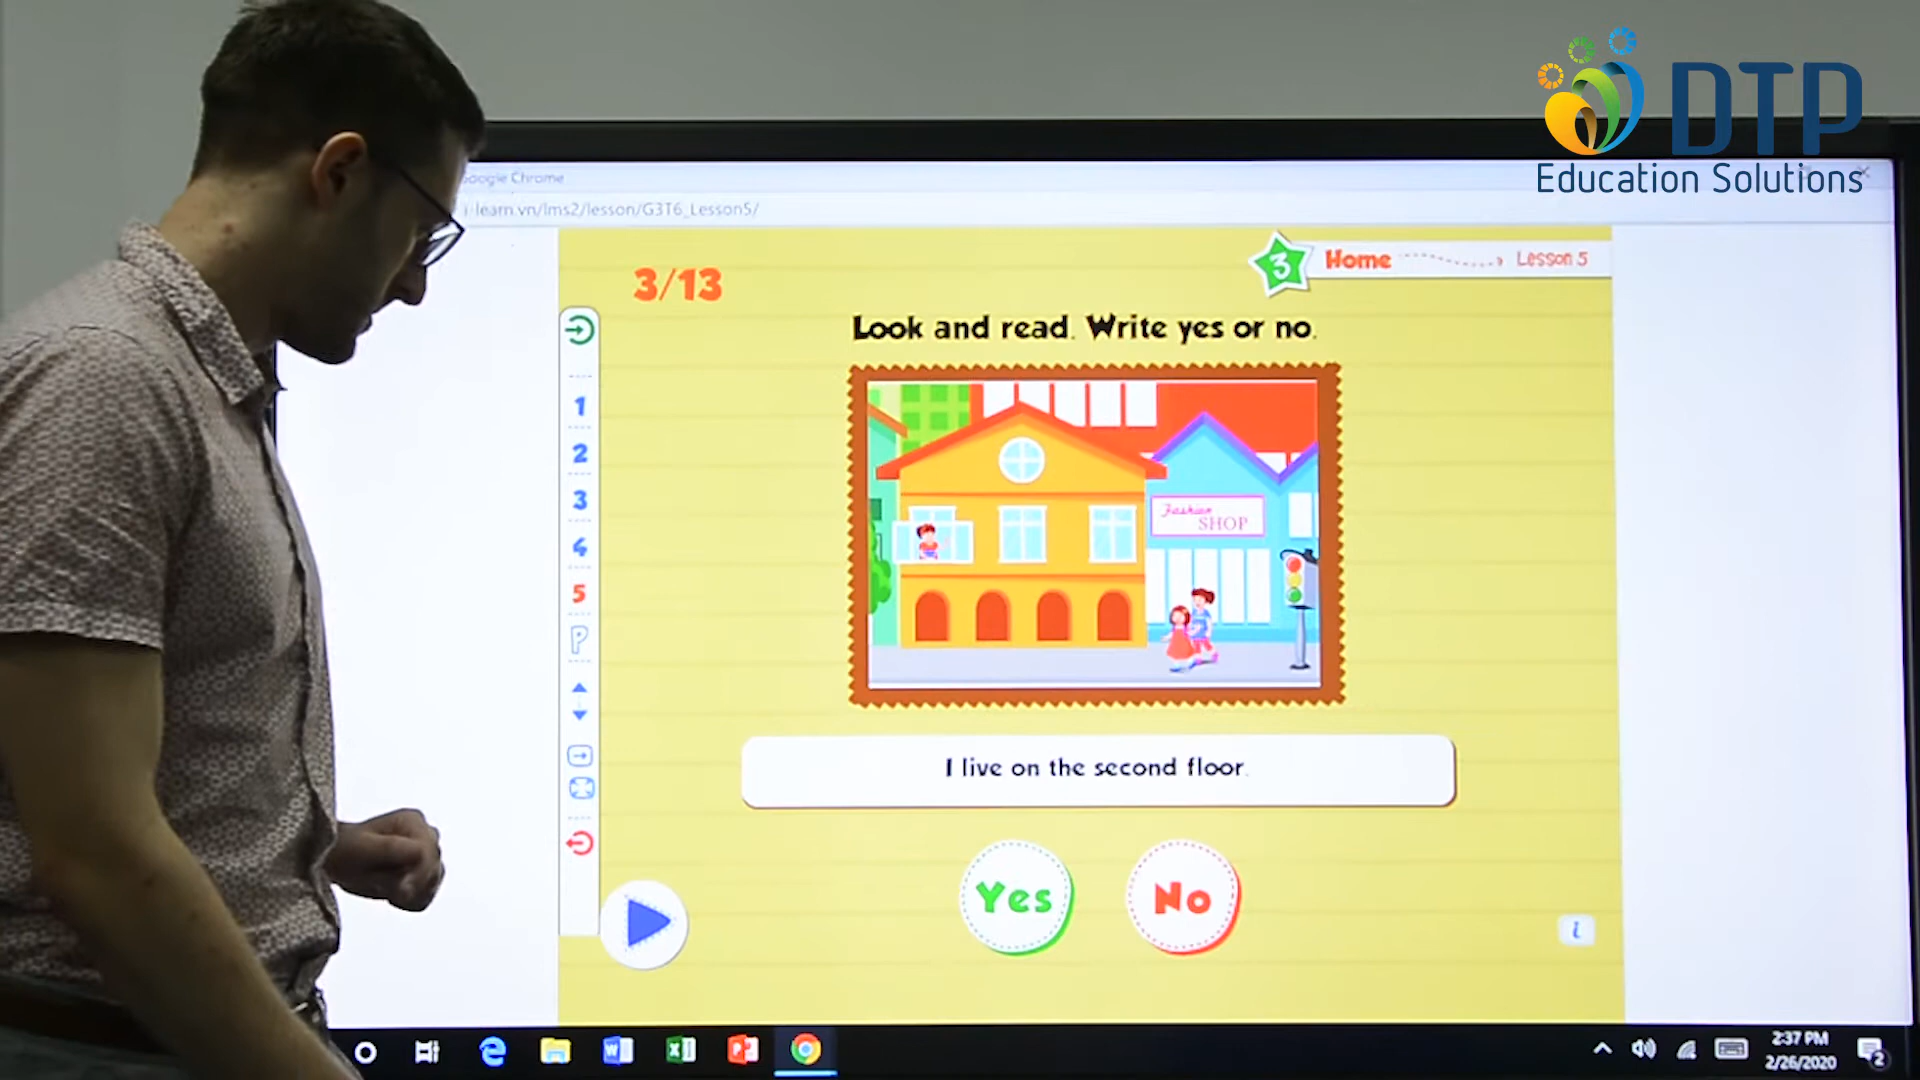 DTP
Education Solutions
Google Chrome
i-learn.vn/lms2/lesson/G3T6_Lesson5/
3/13
3 Home Lesson 5
Look and read. Write yes or no.
1
2
3
4
5
P
Fashion
SHOP
I live on the second floor.
Yes No
i
2:37 PM
2/26/2020
2